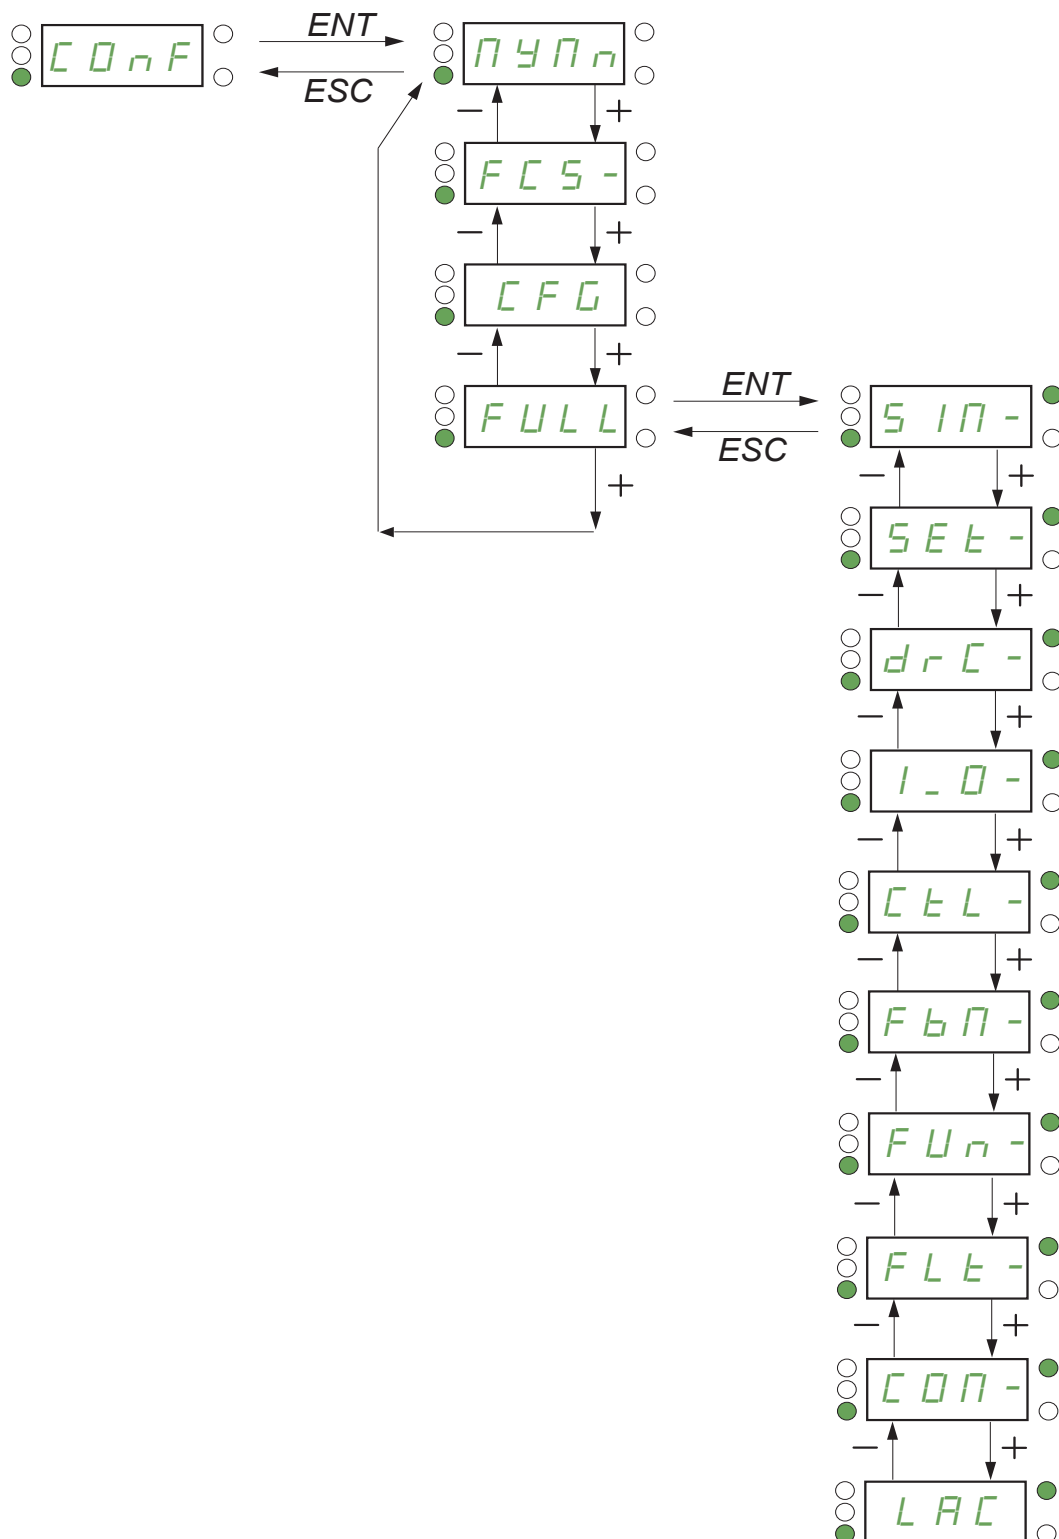 COnF
ENT
ESC
MYMn
− +
FCS-
− +
CFG
− +
FULL
+
ENT
ESC
SIM-
− +
SEt-
− +
drC-
− +
I_O-
− +
CtL-
− +
FbM-
− +
FUn-
− +
FLt-
− +
COM-
− +
LAC